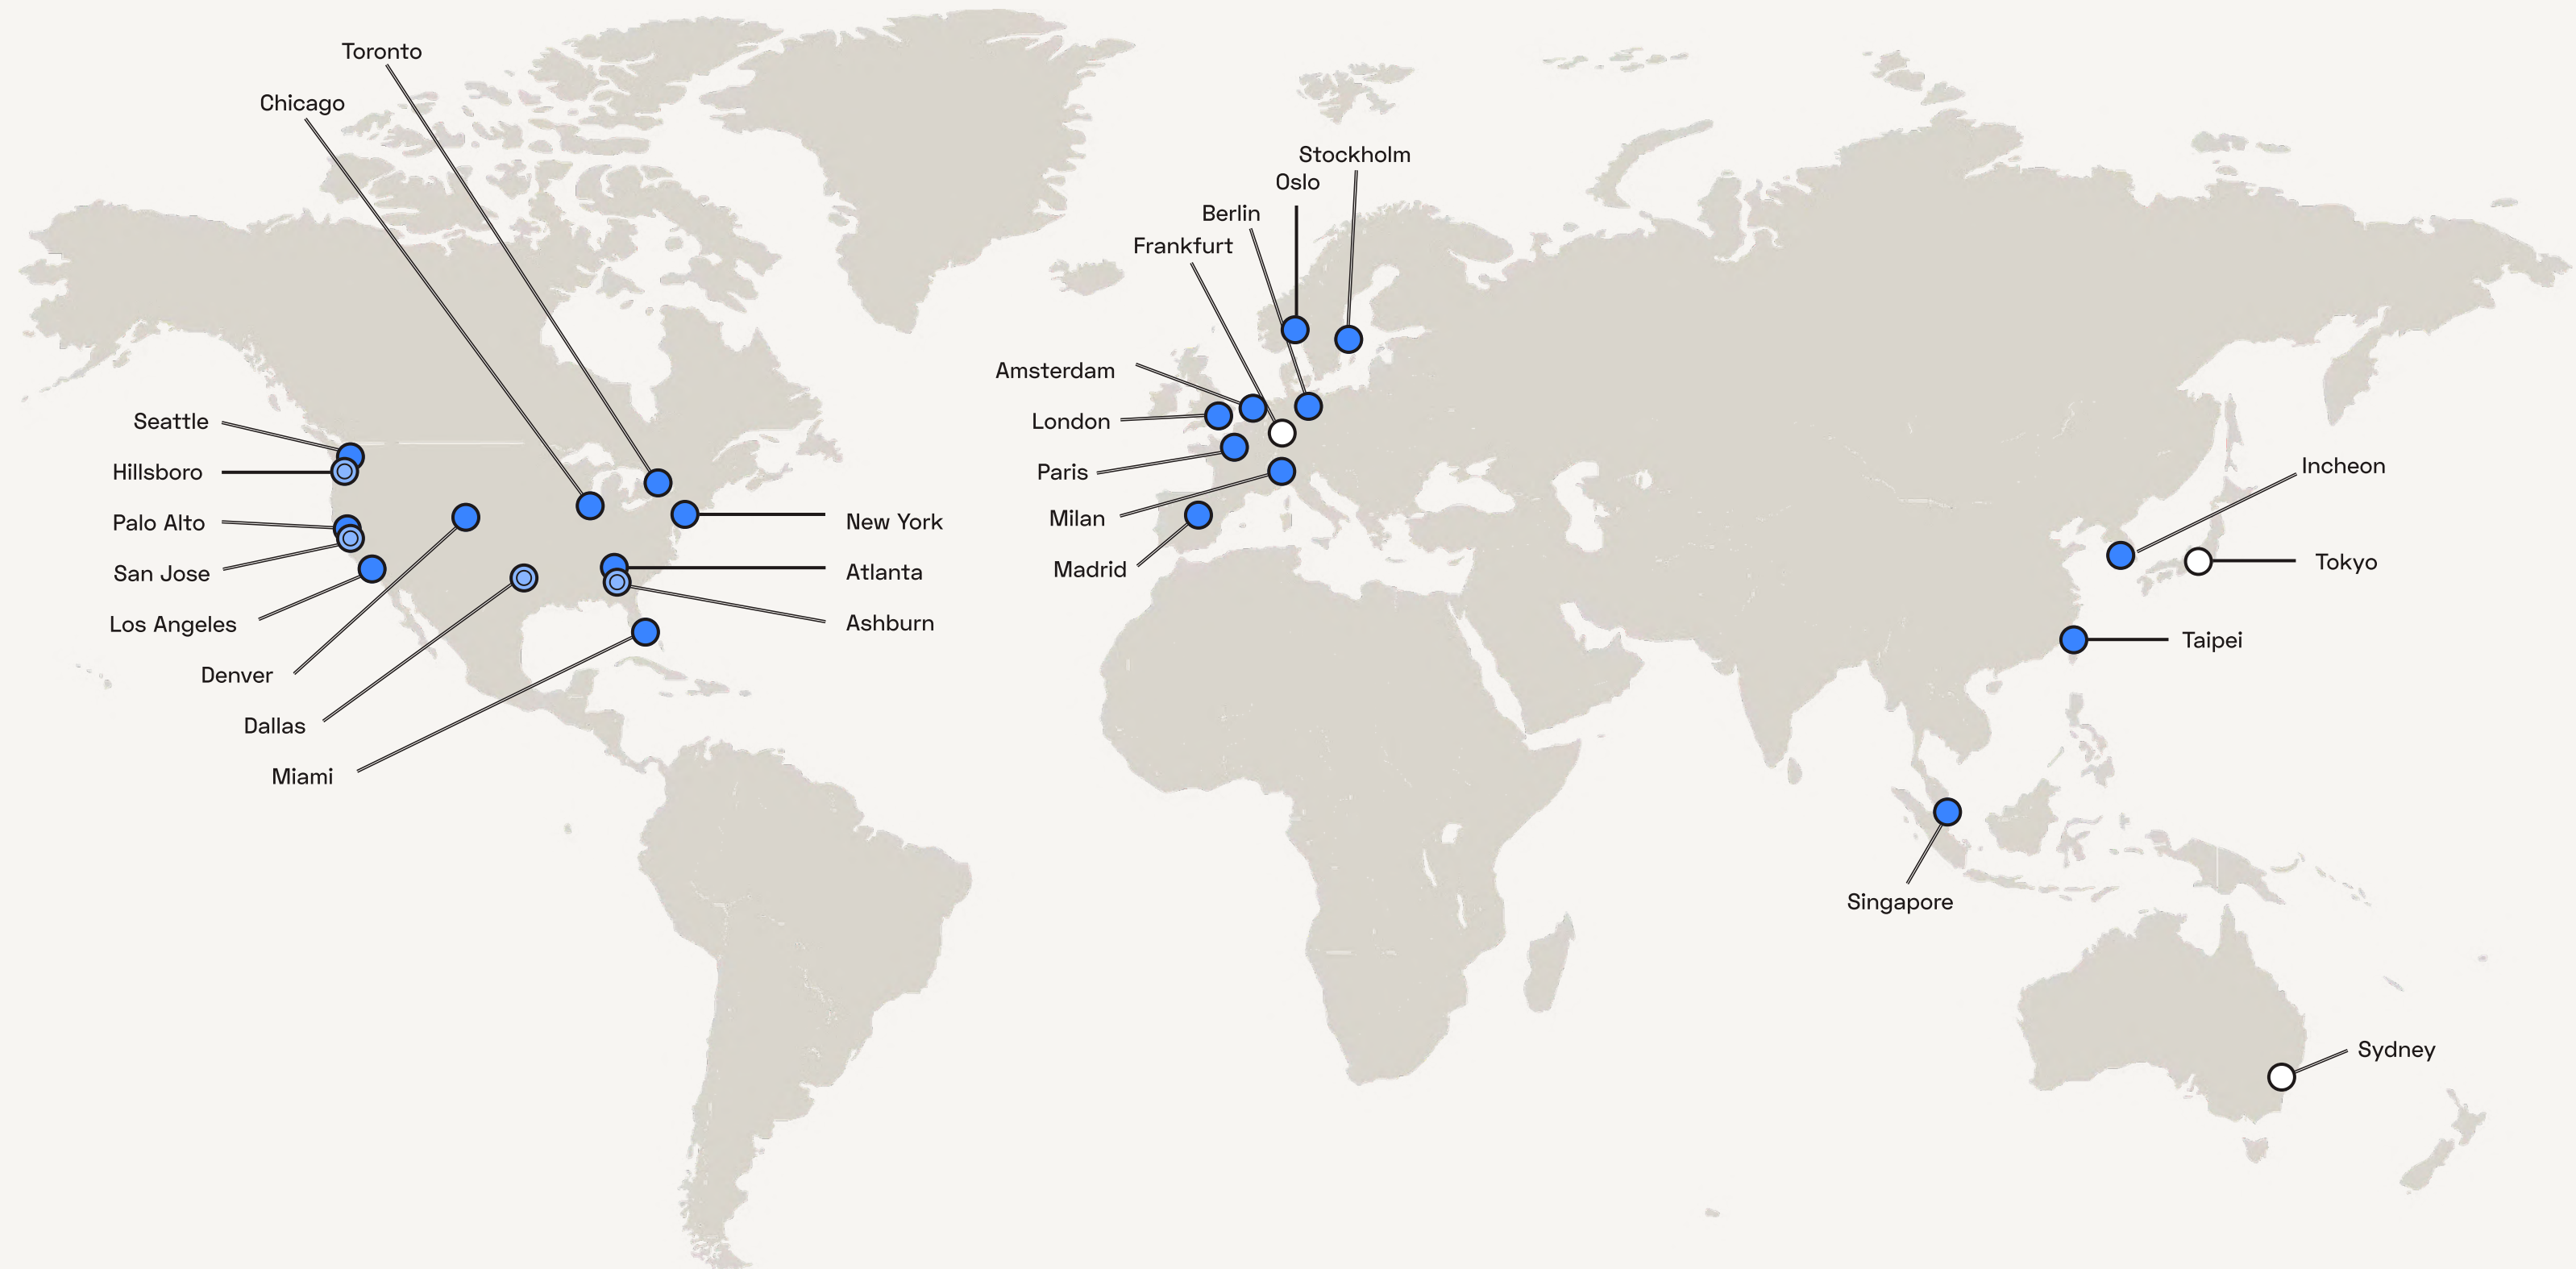 Toronto
Chicago
Stockholm
Oslo
Berlin
Frankfurt
Amsterdam
London
Paris
Milan
Madrid
Seattle
Hillsboro
Palo Alto
San Jose
Los Angeles
Denver
Dallas
Miami
New York
Atlanta
Ashburn
Incheon
Tokyo
Taipei
Singapore
Sydney